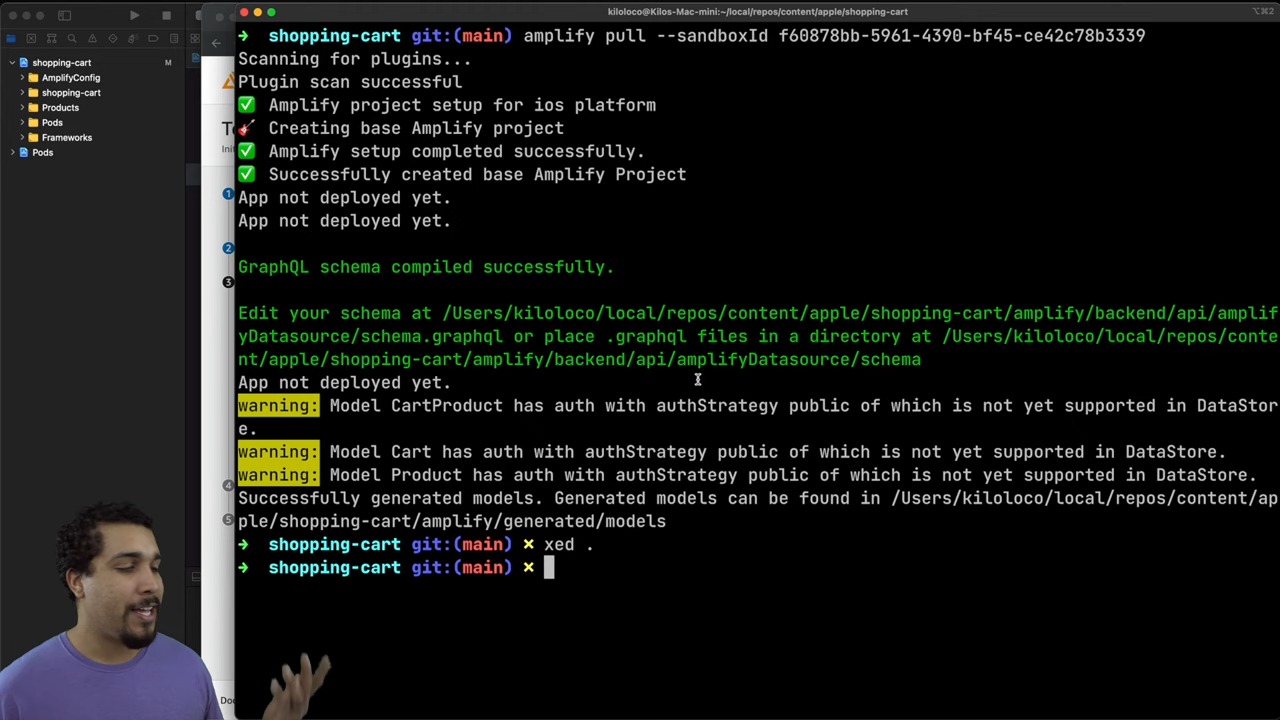 kiloloco@Kilos-Mac-mini:~/local/repos/content/apple/shopping-cart
⌥⌘2
shopping-cart
M
AmplifyConfig
shopping-cart
Products
Pods
Frameworks
Pods
1
2
3
4
5
➜ shopping-cart git:(main) amplify pull --sandboxId f60878bb-5961-4390-bf45-ce42c78b3339
Scanning for plugins...
Plugin scan successful
✅ Amplify project setup for ios platform
🎸 Creating base Amplify project
✅ Amplify setup completed successfully.
✅ Successfully created base Amplify Project
App not deployed yet.
App not deployed yet.
GraphQL schema compiled successfully.
Edit your schema at /Users/kiloloco/local/repos/content/apple/shopping-cart/amplify/backend/api/amplif
yDatasource/schema.graphql or place .graphql files in a directory at /Users/kiloloco/local/repos/conte
nt/apple/shopping-cart/amplify/backend/api/amplifyDatasource/schema
App not deployed yet.
warning: Model CartProduct has auth with authStrategy public of which is not yet supported in DataStor
e.
warning: Model Cart has auth with authStrategy public of which is not yet supported in DataStore.
warning: Model Product has auth with authStrategy public of which is not yet supported in DataStore.
Successfully generated models. Generated models can be found in /Users/kiloloco/local/repos/content/ap
ple/shopping-cart/amplify/generated/models
➜ shopping-cart git:(main) ✗ xed .
➜ shopping-cart git:(main) ✗